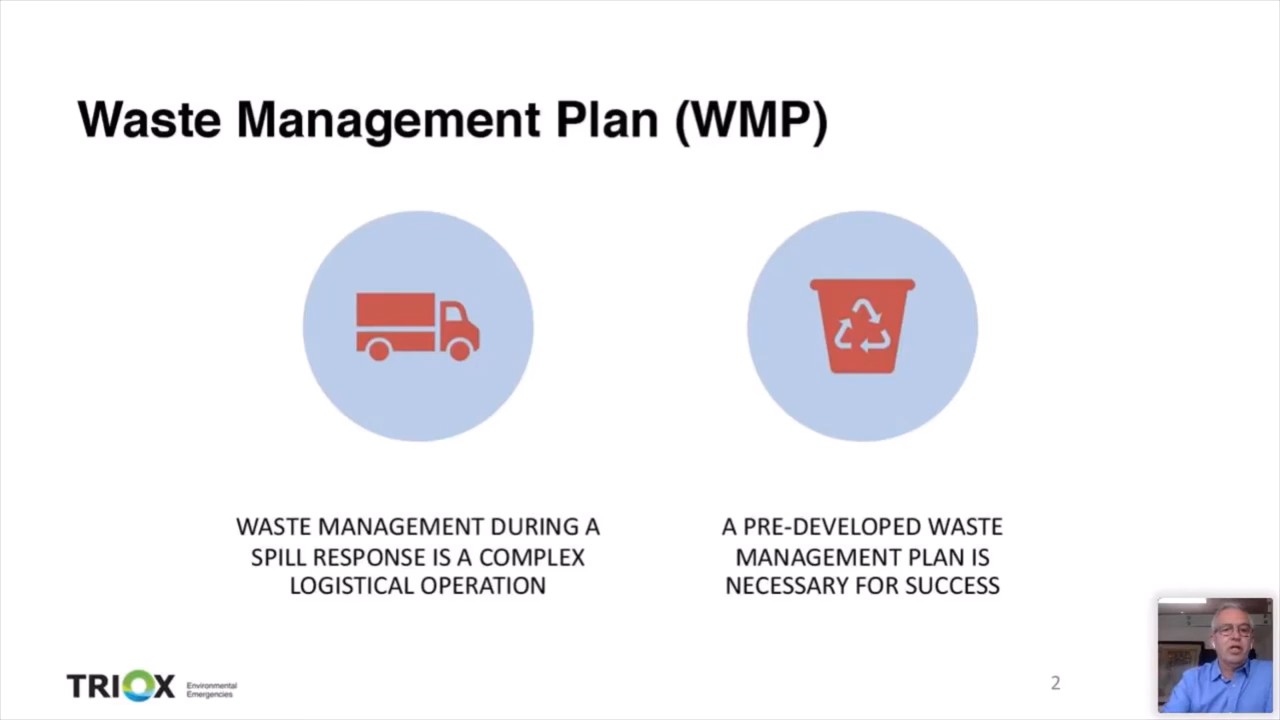 Waste Management Plan (WMP)
WASTE MANAGEMENT DURING A
SPILL RESPONSE IS A COMPLEX
LOGISTICAL OPERATION
A PRE-DEVELOPED WASTE
MANAGEMENT PLAN IS
NECESSARY FOR SUCCESS
TRIOX
Environmental
Emergencies
2